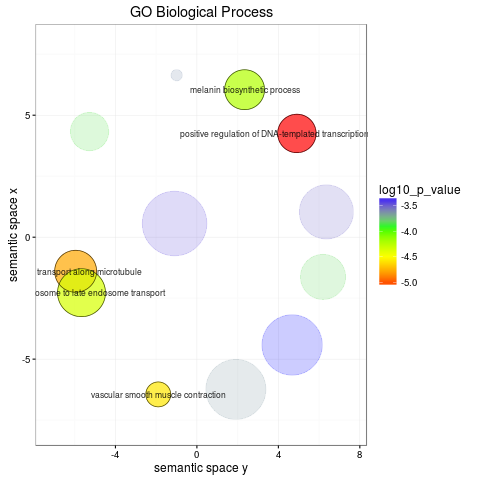 GO Biological Process
melanin biosynthetic process
positive regulation of DNA-templated transcription
transport along microtubule
to late endosome transport
vascular smooth muscle contraction
5
0
-5
-4
0
4
8
semantic space x
semantic space y
log10_p_value
-3.5
-4.0
-4.5
-5.0